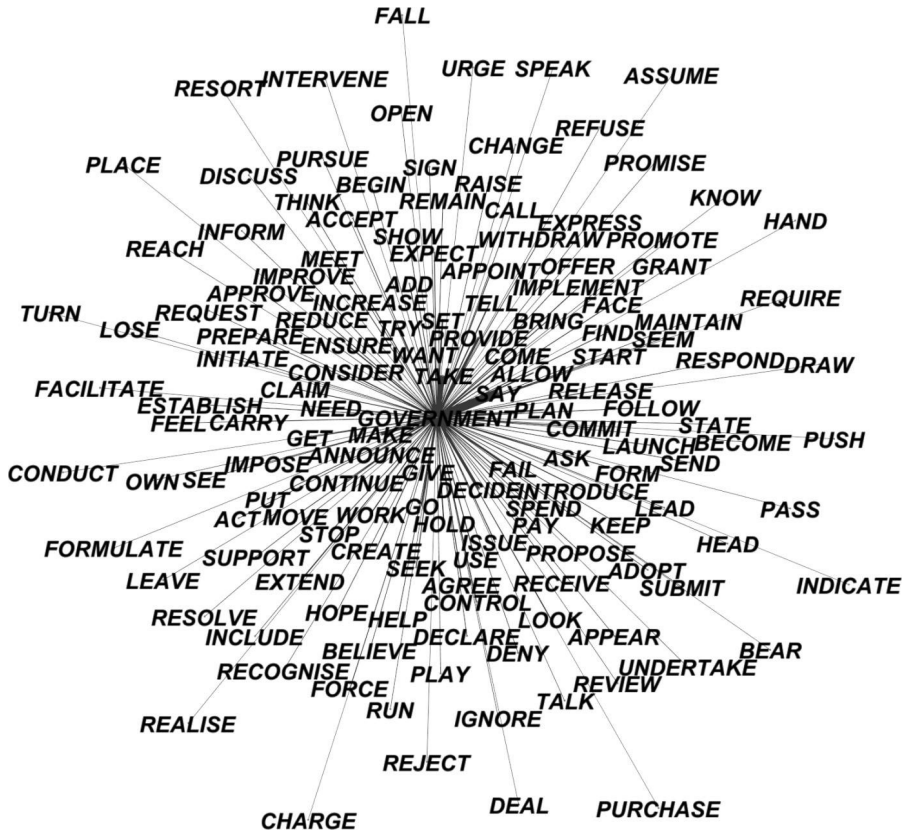 FALL
URGE SPEAK
ASSUME
INTERVENE
RESORT
OPEN
REFUSE
CHANGE
PURSUE
PROMISE
PLACE
SIGN
DISCUSS
BEGIN
RAISE
KNOW
THINK
REMAIN
CALL
ACCEPT
EXPRESS
HAND
INFORM
SHOW
WITHDRAW
PROMOTE
REACH
EXPECT
MEET
APPOINT
OFFER
GRANT
IMPROVE
ADD
IMPLEMENT
APPROVE
INCREASE
TELL
FACE
REQUIRE
TURN
REQUEST
REDUCE
SET
BRING
MAINTAIN
LOSE
PREPARE
TRY
PROVIDE
FIND
SEEM
ENSURE
INITIATE
WANT
COME
START
RESPOND
DRAW
CONSIDER
TAKE
ALLOW
FACILITATE
CLAIM
SAY
RELEASE
ESTABLISH
NEED
PLAN
FOLLOW
FEEL
CARRY
GOVERNMENT
COMMIT
STATE
GET
MAKE
LAUNCH
BECOME
PUSH
CONDUCT
IMPOSE
ANNOUNCE
ASK
SEND
OWN
SEE
GIVE
FAIL
FORM
CONTINUE
DECIDE
INTRODUCE
PUT
GO
SPEND
LEAD
PASS
ACT
MOVE
WORK
HOLD
PAY
KEEP
STOP
ISSUE
HEAD
FORMULATE
CREATE
USE
PROPOSE
SUPPORT
SEEK
ADOPT
LEAVE
EXTEND
AGREE
RECEIVE
SUBMIT
INDICATE
CONTROL
RESOLVE
HOPE
HELP
LOOK
INCLUDE
DECLARE
APPEAR
BELIEVE
DENY
BEAR
RECOGNISE
PLAY
UNDERTAKE
FORCE
REVIEW
RUN
TALK
REALISE
IGNORE
REJECT
DEAL
PURCHASE
CHARGE